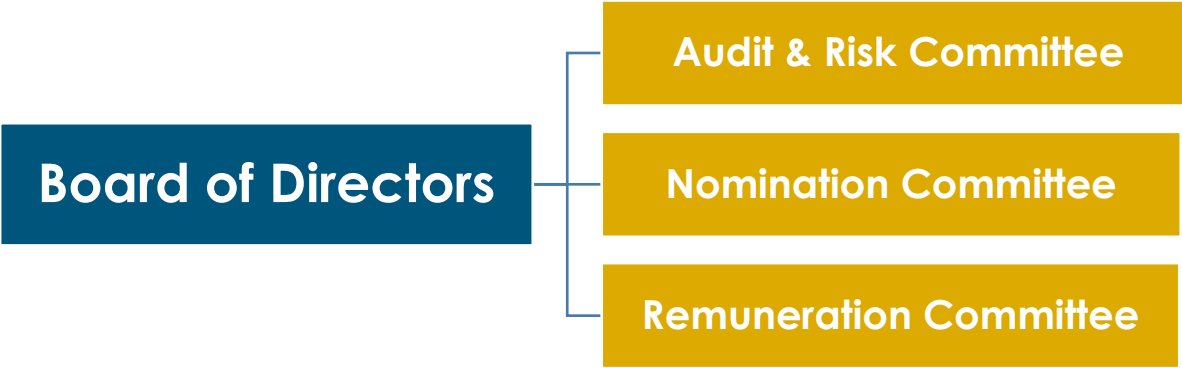 Board of Directors
Audit & Risk Committee
Nomination Committee
Remuneration Committee